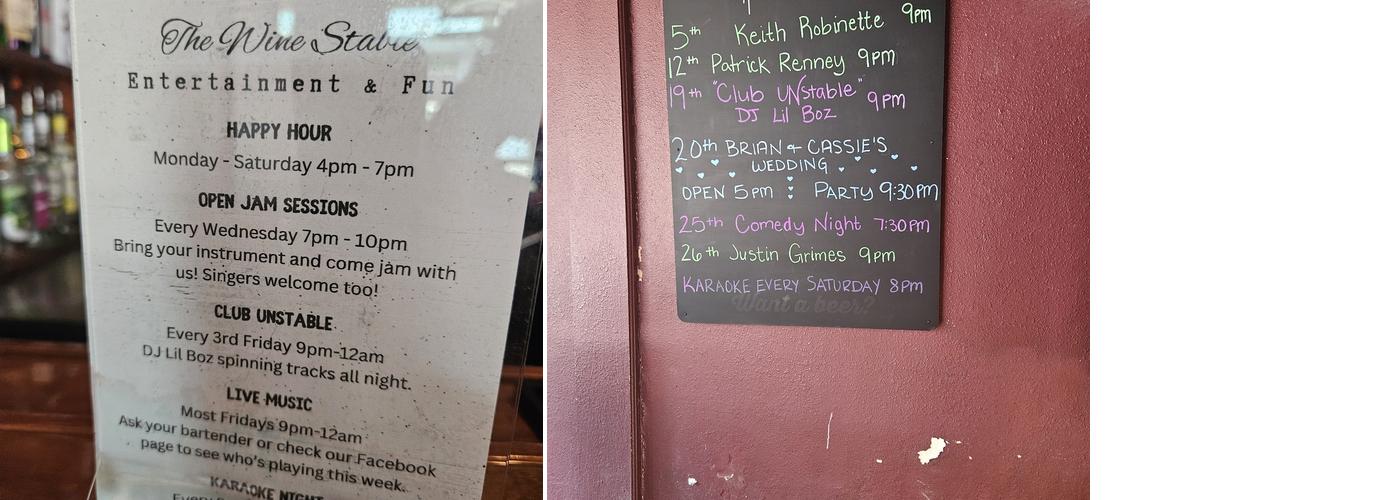 The Wine Stable
Entertainment & Fun
HAPPY HOUR
Monday - Saturday 4pm - 7pm
OPEN JAM SESSIONS
Every Wednesday 7pm - 10pm
Bring your instrument and come jam with
us! Singers welcome too!
CLUB UNSTABLE
Every 3rd Friday 9pm-12am
DJ Lil Boz spinning tracks all night.
LIVE MUSIC
Most Fridays 9pm-12am
Ask your bartender or check our Facebook
page to see who's playing this week.
KARAOKE NIGHT
5th Keith Robinette 9pm
12th Patrick Renney 9pm
19th "Club UNstable" 9pm
DJ Lil Boz
20th BRIAN + CASSIE'S
WEDDING
OPEN 5pm : PARTY 9:30pm
25th Comedy Night 7:30pm
26th Justin Grimes 9pm
KARAOKE EVERY SATURDAY 8pm
Want a beer?